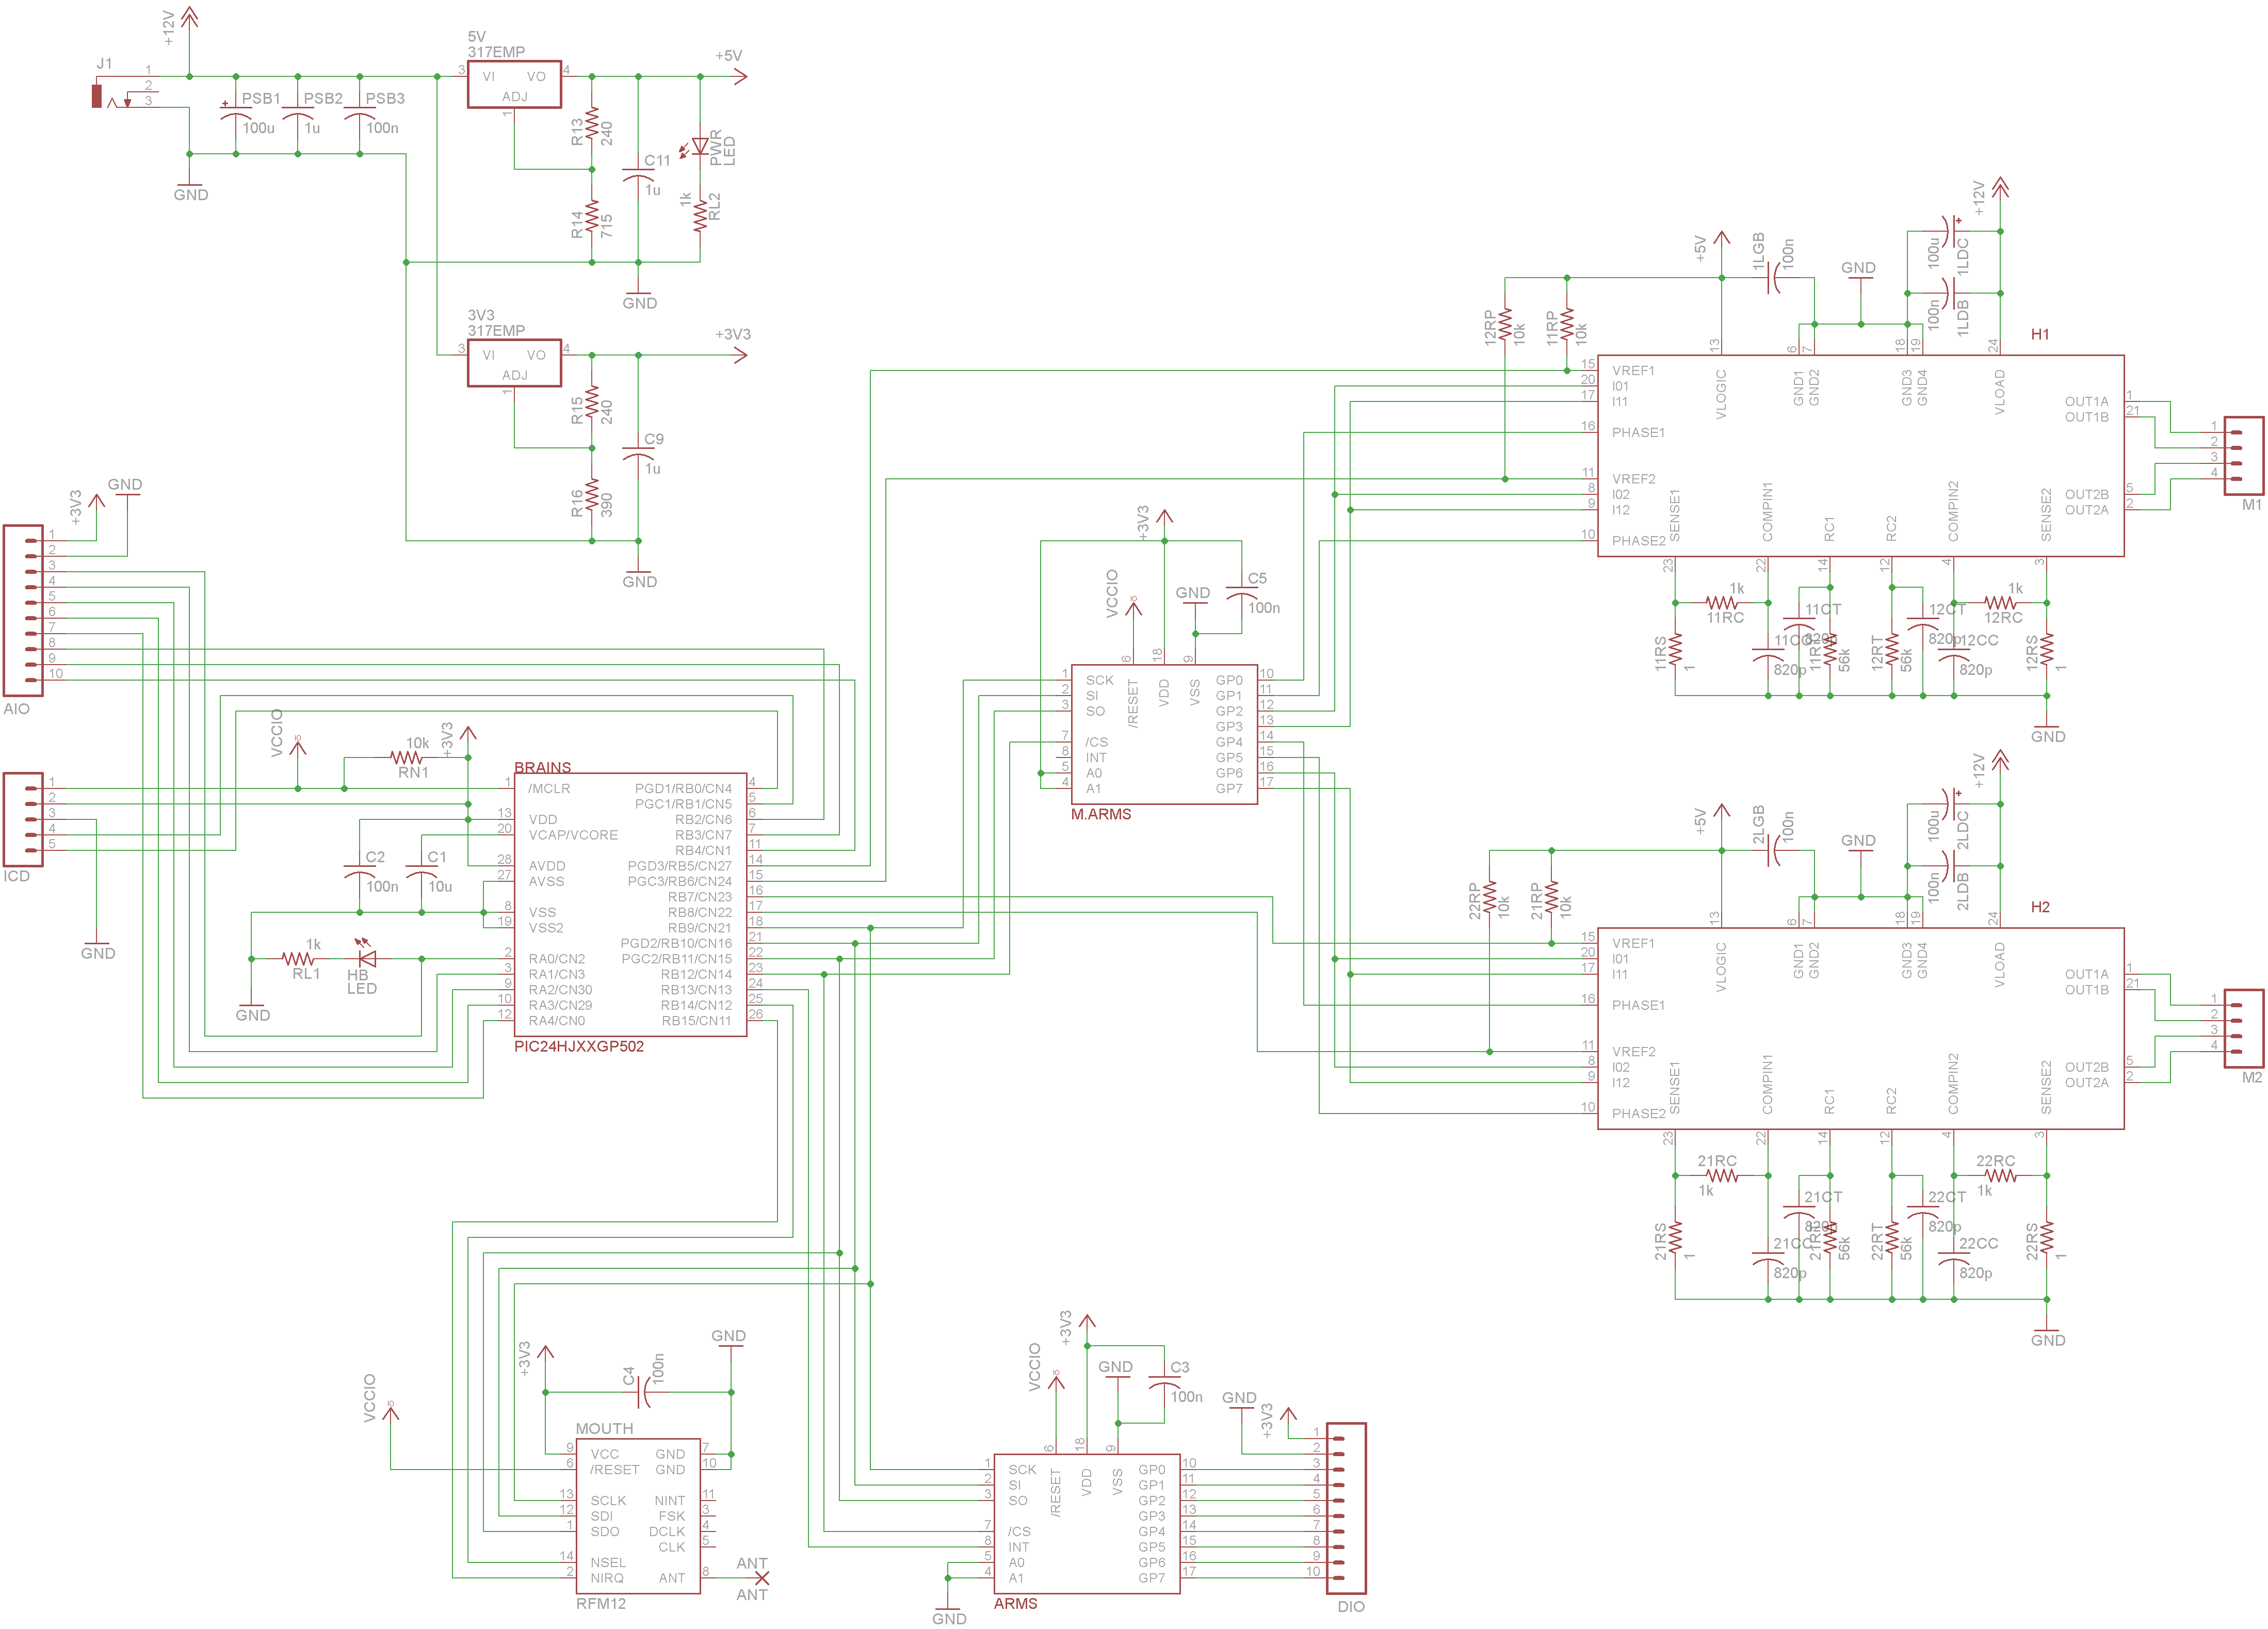 +12V
J1
1
2
3
PSB1
100u
PSB2
1u
PSB3
100n
GND
5V
317EMP
3 VI VO 4
ADJ
1
R13
240
R14
715
C11
1u
PWR
LED
1k
RL2
+5V
GND
3V3
317EMP
3 VI VO 4
ADJ
1
R15
240
R16
390
C9
1u
+3V3
GND
+3V3
GND
1
2
3
4
5
6
7
8
9
10
AIO
1
2
3
4
5
ICD
GND
VCCIO
10k
RN1
+3V3
C2
100n
C1
10u
1k
RL1
HB
LED
GND
BRAINS
1 /MCLR
13 VDD
20 VCAP/VCORE
28 AVDD
27 AVSS
8 VSS
19 VSS2
2 RA0/CN2
3 RA1/CN3
9 RA2/CN30
10 RA3/CN29
12 RA4/CN0
PGD1/RB0/CN4 4
PGC1/RB1/CN5 5
RB2/CN6 6
RB3/CN7 7
RB4/CN1 11
PGD3/RB5/CN27 14
PGC3/RB6/CN24 15
RB7/CN23 16
RB8/CN22 17
RB9/CN21 18
PGD2/RB10/CN16 21
PGC2/RB11/CN15 22
RB12/CN14 23
RB13/CN13 24
RB14/CN12 25
RB15/CN11 26
PIC24HJXXGP502
+3V3
VCCIO
GND
C5
100n
6 /RESET
18 VDD
9 VSS
1 SCK
2 SI
3 SO
7 /CS
8 INT
5 A0
4 A1
GP0 10
GP1 11
GP2 12
GP3 13
GP4 14
GP5 15
GP6 16
GP7 17
M.ARMS
+5V
1LGB
100n
GND
100u
1LDC
100n
1LDB
+12V
12RP
10k
11RP
10k
H1
13 VLOGIC
6 GND1
7 GND2
18 GND3
19 GND4
24 VLOAD
15 VREF1
20 I01
17 I11
16 PHASE1
11 VREF2
8 I02
9 I12
10 PHASE2
OUT1A 1
OUT1B 21
OUT2B 5
OUT2A 2
SENSE1 23
COMPIN1 22
RC1 14
RC2 12
COMPIN2 4
SENSE2 3
1
2
3
4
M1
11RS
1
1k
11RC
11CC
820p
11CT
820p
11RT
56k
12RT
56k
12CT
820p
12CC
820p
1k
12RC
12RS
1
GND
+5V
2LGB
100n
GND
100u
2LDC
100n
2LDB
+12V
22RP
10k
21RP
10k
H2
13 VLOGIC
6 GND1
7 GND2
18 GND3
19 GND4
24 VLOAD
15 VREF1
20 I01
17 I11
16 PHASE1
11 VREF2
8 I02
9 I12
10 PHASE2
OUT1A 1
OUT1B 21
OUT2B 5
OUT2A 2
SENSE1 23
COMPIN1 22
RC1 14
RC2 12
COMPIN2 4
SENSE2 3
1
2
3
4
M2
21RS
1
21RC
1k
21CC
820p
21CT
820p
21RT
56k
22RT
56k
22CT
820p
22CC
820p
22RC
1k
22RS
1
GND
VCCIO
+3V3
C4
100n
GND
MOUTH
9 VCC
6 /RESET
13 SCLK
12 SDI
1 SDO
14 NSEL
2 NIRQ
GND 7
GND 10
NINT 11
FSK 3
DCLK 4
CLK 5
ANT 8
ANT
ANT
RFM12
VCCIO
+3V3
GND
C3
100n
6 /RESET
18 VDD
9 VSS
1 SCK
2 SI
3 SO
7 /CS
8 INT
5 A0
4 A1
GP0 10
GP1 11
GP2 12
GP3 13
GP4 14
GP5 15
GP6 16
GP7 17
ARMS
GND
GND
+3V3
1
2
3
4
5
6
7
8
9
10
DIO